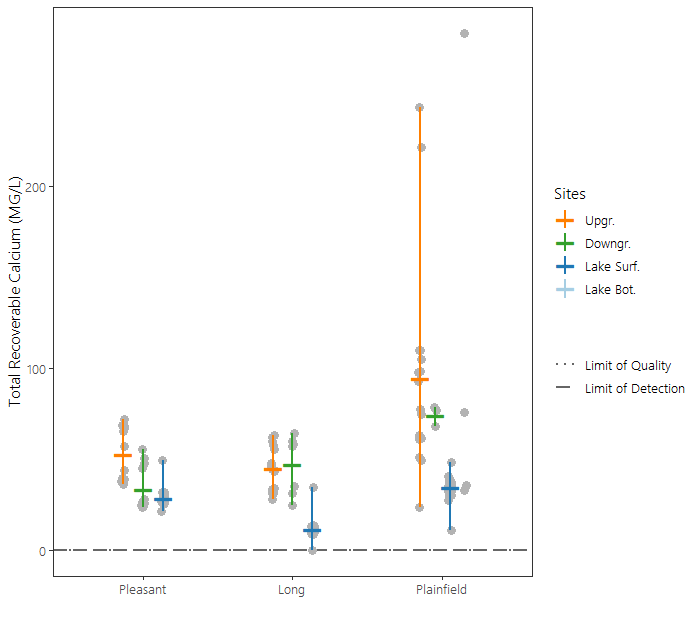 Total Recoverable Calcium (MG/L)
200
100
0
Pleasant Long Plainfield
Sites
Upgr.
Downgr.
Lake Surf.
Lake Bot.
Limit of Quality
Limit of Detection